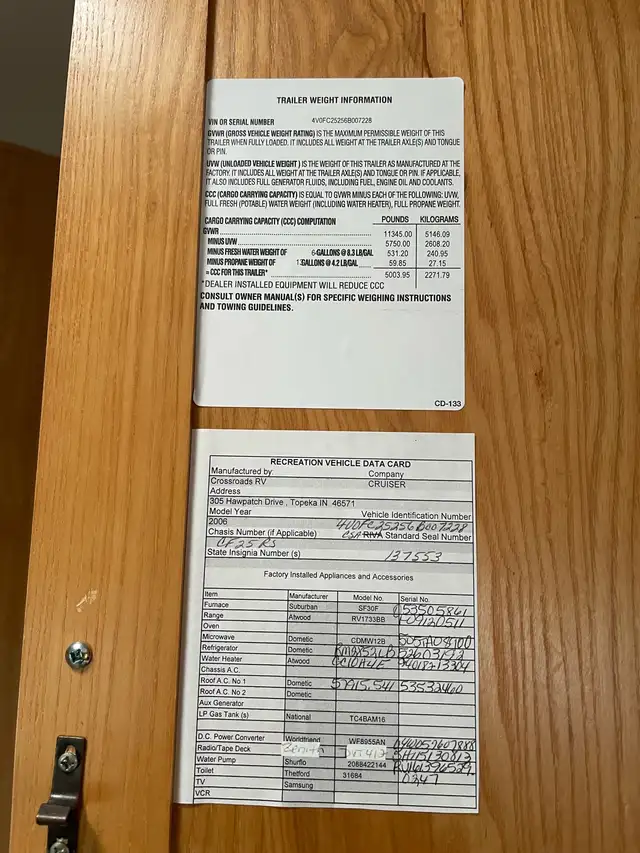 TRAILER WEIGHT INFORMATION
VIN OR SERIAL NUMBER 4V0FC25256B007228
GVWR (GROSS VEHICLE WEIGHT RATING) IS THE MAXIMUM PERMISSIBLE WEIGHT OF THIS
TRAILER WHEN FULLY LOADED. IT INCLUDES ALL WEIGHT AT THE TRAILER AXLE(S) AND TONGUE
OR PIN.
UVW (UNLOADED VEHICLE WEIGHT ) IS THE WEIGHT OF THIS TRAILER AS MANUFACTURED AT THE
FACTORY. IT INCLUDES ALL WEIGHT AT THE TRAILER AXLE(S) AND TONGUE OR PIN. IF APPLICABLE,
IT ALSO INCLUDES FULL GENERATOR FLUIDS, INCLUDING FUEL, ENGINE OIL AND COOLANTS.
CCC (CARGO CARRYING CAPACITY) IS EQUAL TO GVWR MINUS EACH OF THE FOLLOWING: UVW,
FULL FRESH (POTABLE) WATER WEIGHT (INCLUDING WATER HEATER), FULL PROPANE WEIGHT.
CARGO CARRYING CAPACITY (CCC) COMPUTATION POUNDS KILOGRAMS
GVWR 11345.00 5146.09
MINUS UVW 5750.00 2608.20
MINUS FRESH WATER WEIGHT OF GALLONS @ 8.3 LB/GAL 531.20 240.95
MINUS PROPANE WEIGHT OF GALLONS @ 4.2 LB/GAL 59.85 27.15
= CCC FOR THIS TRAILER* 5003.95 2271.79
*DEALER INSTALLED EQUIPMENT WILL REDUCE CCC
CONSULT OWNER MANUAL(S) FOR SPECIFIC WEIGHING INSTRUCTIONS
AND TOWING GUIDELINES.
CD-133
RECREATION VEHICLE DATA CARD
Manufactured by: Company
Crossroads RV CRUISER
Address
305 Hawpatch Drive , Topeka IN 46571
Model Year Vehicle Identification Number
2006 4V0FC25256B007228
Chasis Number (if Applicable) CSA RVIA Standard Seal Number
CF25RS
State Insignia Number (s) 137553
Factory Installed Appliances and Accessories
Item Manufacturer Model No. Serial No.
Furnace Suburban SF30F 53505861
Range Atwood RV1733BB
Oven
Microwave Dometic CDMW12B
Refrigerator Dometic
Water Heater Atwood
Chassis A.C.
Roof A.C. No 1 Dometic 57915.541 53532460
Roof A.C. No 2 Dometic
Aux Generator
LP Gas Tank (s) National TC4BAM16
D.C. Power Converter Worldfriend WF8955AN
Radio/Tape Deck Zenith
Water Pump Shurflo 2088422144
Toilet Thetford 31684 0247
TV Samsung
VCR